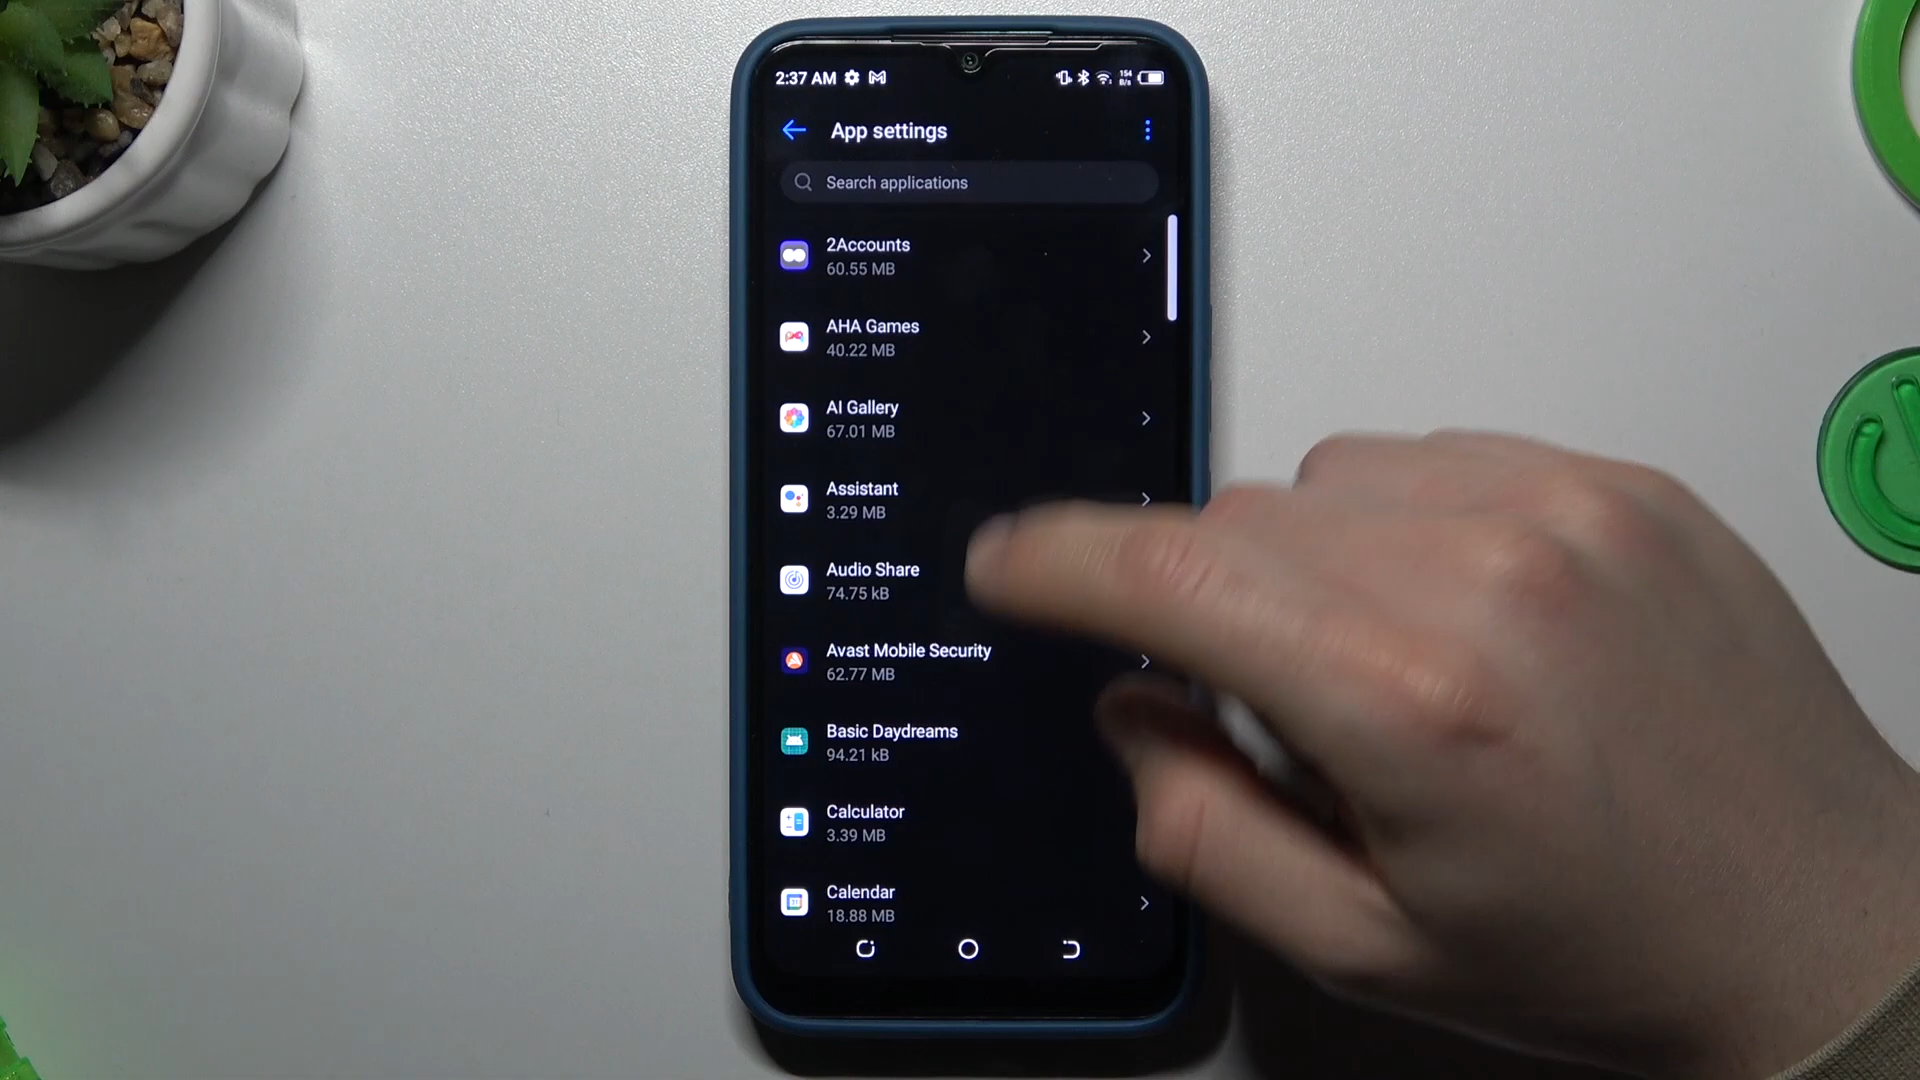 2:37 AM
154
B/s
App settings
Search applications
2Accounts
60.55 MB
AHA Games
40.22 MB
AI Gallery
67.01 MB
Assistant
3.29 MB
Audio Share
74.75 kB
Avast Mobile Security
62.77 MB
Basic Daydreams
94.21 kB
Calculator
3.39 MB
Calendar
18.88 MB